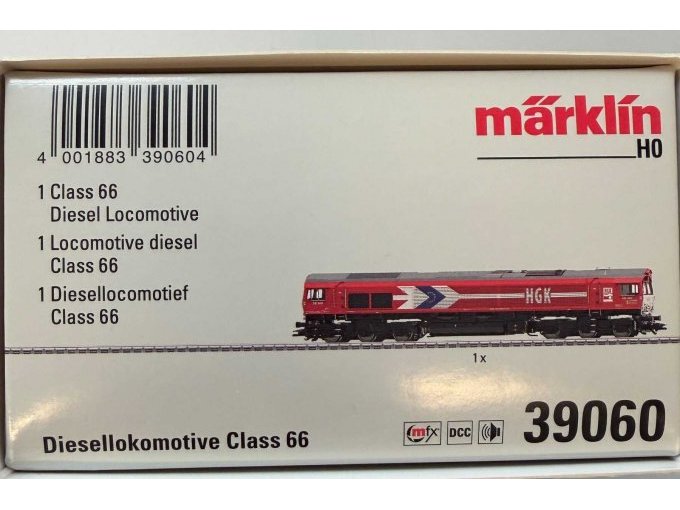 märklin
H0
4 001883 390604
1 Class 66
Diesel Locomotive
1 Locomotive diesel
Class 66
1 Diesellocomotief
Class 66
HGK
1 x
Diesellokomotive Class 66
mfx
DCC
39060